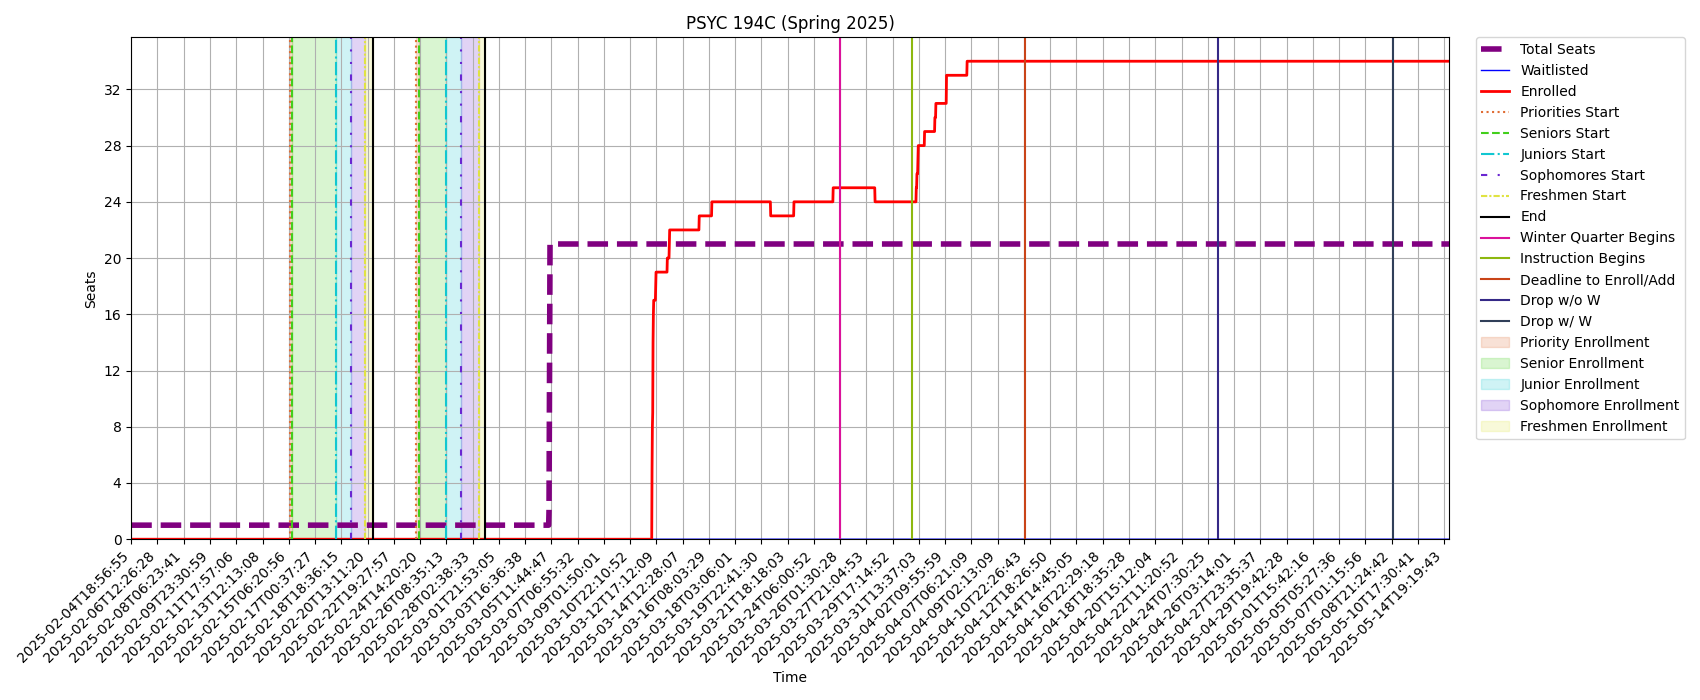 PSYC 194C (Spring 2025)
Seats
32
28
24
20
16
12
8
4
0
2025-02-04T18:56:55
2025-02-06T12:26:28
2025-02-08T06:23:41
2025-02-09T23:30:59
2025-02-11T17:57:06
2025-02-13T12:13:08
2025-02-15T06:20:56
2025-02-17T00:37:27
2025-02-18T18:36:15
2025-02-20T13:11:20
2025-02-22T19:27:57
2025-02-24T14:20:20
2025-02-26T08:35:13
2025-02-28T02:38:33
2025-03-01T21:53:05
2025-03-03T16:36:38
2025-03-05T11:44:47
2025-03-07T06:55:32
2025-03-09T01:50:01
2025-03-10T22:10:52
2025-03-12T17:12:09
2025-03-14T12:28:07
2025-03-16T08:03:29
2025-03-18T03:06:01
2025-03-19T22:41:30
2025-03-21T18:18:03
2025-03-24T06:00:52
2025-03-26T01:30:28
2025-03-27T21:04:53
2025-03-29T17:14:52
2025-03-31T13:37:03
2025-04-02T09:55:59
2025-04-07T06:21:09
2025-04-09T02:13:09
2025-04-10T22:26:43
2025-04-12T18:26:50
2025-04-14T14:45:05
2025-04-16T22:29:18
2025-04-18T18:35:28
2025-04-20T15:12:04
2025-04-22T11:20:52
2025-04-24T07:30:25
2025-04-26T03:14:01
2025-04-27T23:35:37
2025-04-29T19:42:28
2025-05-01T15:42:16
2025-05-05T05:27:36
2025-05-07T01:15:56
2025-05-08T21:24:42
2025-05-10T17:30:41
2025-05-14T19:19:43
Time
Total Seats
Waitlisted
Enrolled
Priorities Start
Seniors Start
Juniors Start
Sophomores Start
Freshmen Start
End
Winter Quarter Begins
Instruction Begins
Deadline to Enroll/Add
Drop w/o W
Drop w/ W
Priority Enrollment
Senior Enrollment
Junior Enrollment
Sophomore Enrollment
Freshmen Enrollment